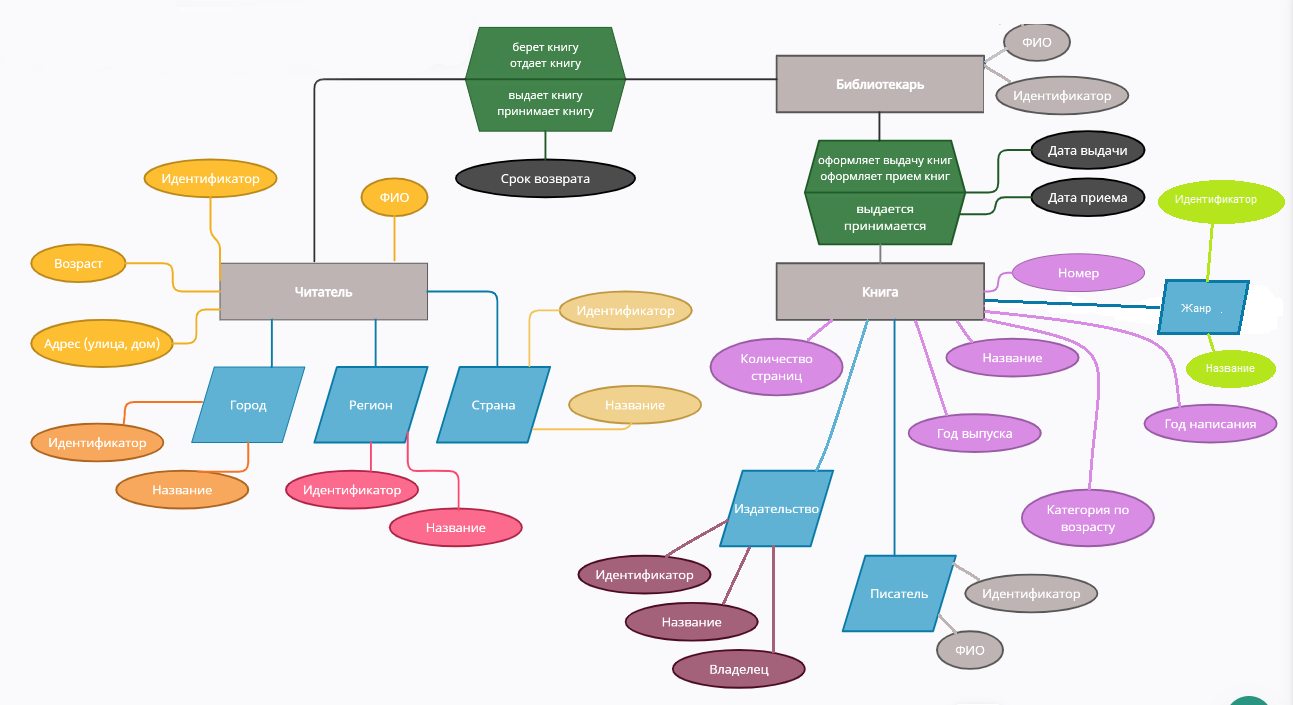 берет книгу
отдает книгу
выдает книгу
принимает книгу
Срок возврата
Библиотекарь
ФИО
Идентификатор
оформляет выдачу книг
оформляет прием книг
выдается
принимается
Дата выдачи
Дата приема
Идентификатор
ФИО
Возраст
Адрес (улица, дом)
Читатель
Город
Идентификатор
Название
Регион
Идентификатор
Название
Страна
Идентификатор
Название
Книга
Номер
Жанр
Идентификатор
Название
Количество
страниц
Название
Год выпуска
Год написания
Категория по
возрасту
Издательство
Идентификатор
Название
Владелец
Писатель
Идентификатор
ФИО